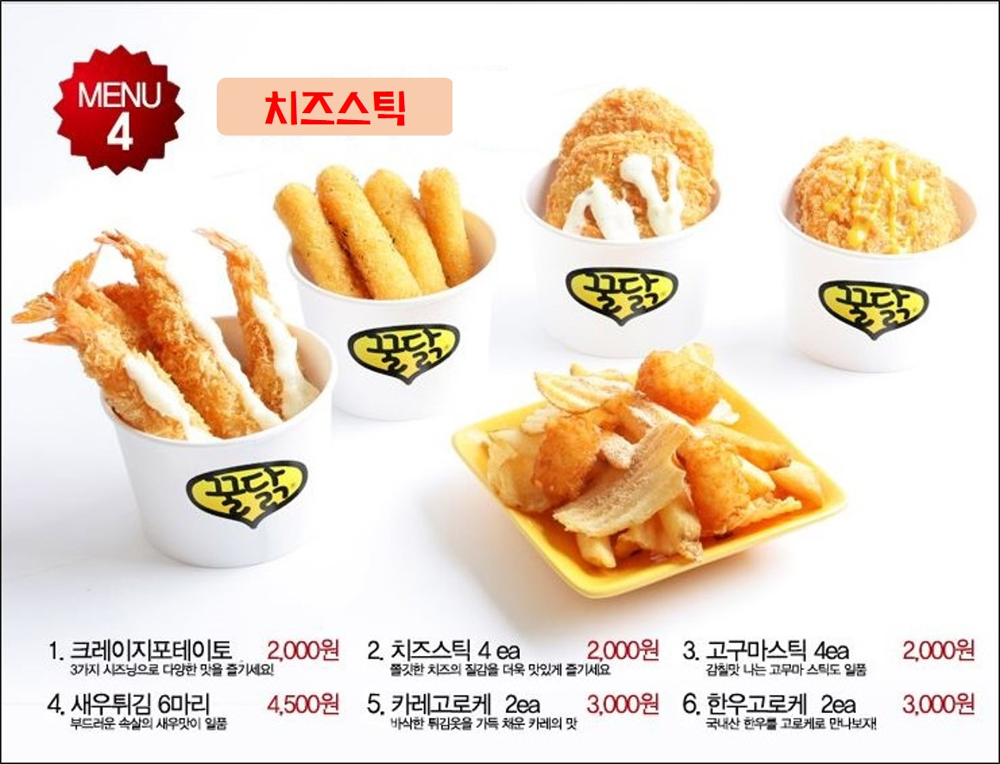 MENU
4
치즈스틱
꿀닭
꿀닭
꿀닭
꿀닭
1. 크레이지포테이토 2,000원
3가지 시즈닝으로 다양한 맛을 즐기세요!
2. 치즈스틱 4 ea 2,000원
쫄깃한 치즈의 질감을 더욱 맛있게 즐기세요
3. 고구마스틱 4ea 2,000원
감칠맛 나는 고무마 스틱도 일품
4. 새우튀김 6마리 4,500원
부드러운 속살의 새우맛이 일품
5. 카레고로케 2ea 3,000원
바삭한 튀김옷을 가득 채운 카레의 맛
6. 한우고로케 2ea 3,000원
국내산 한우를 고로케로 만나보자!